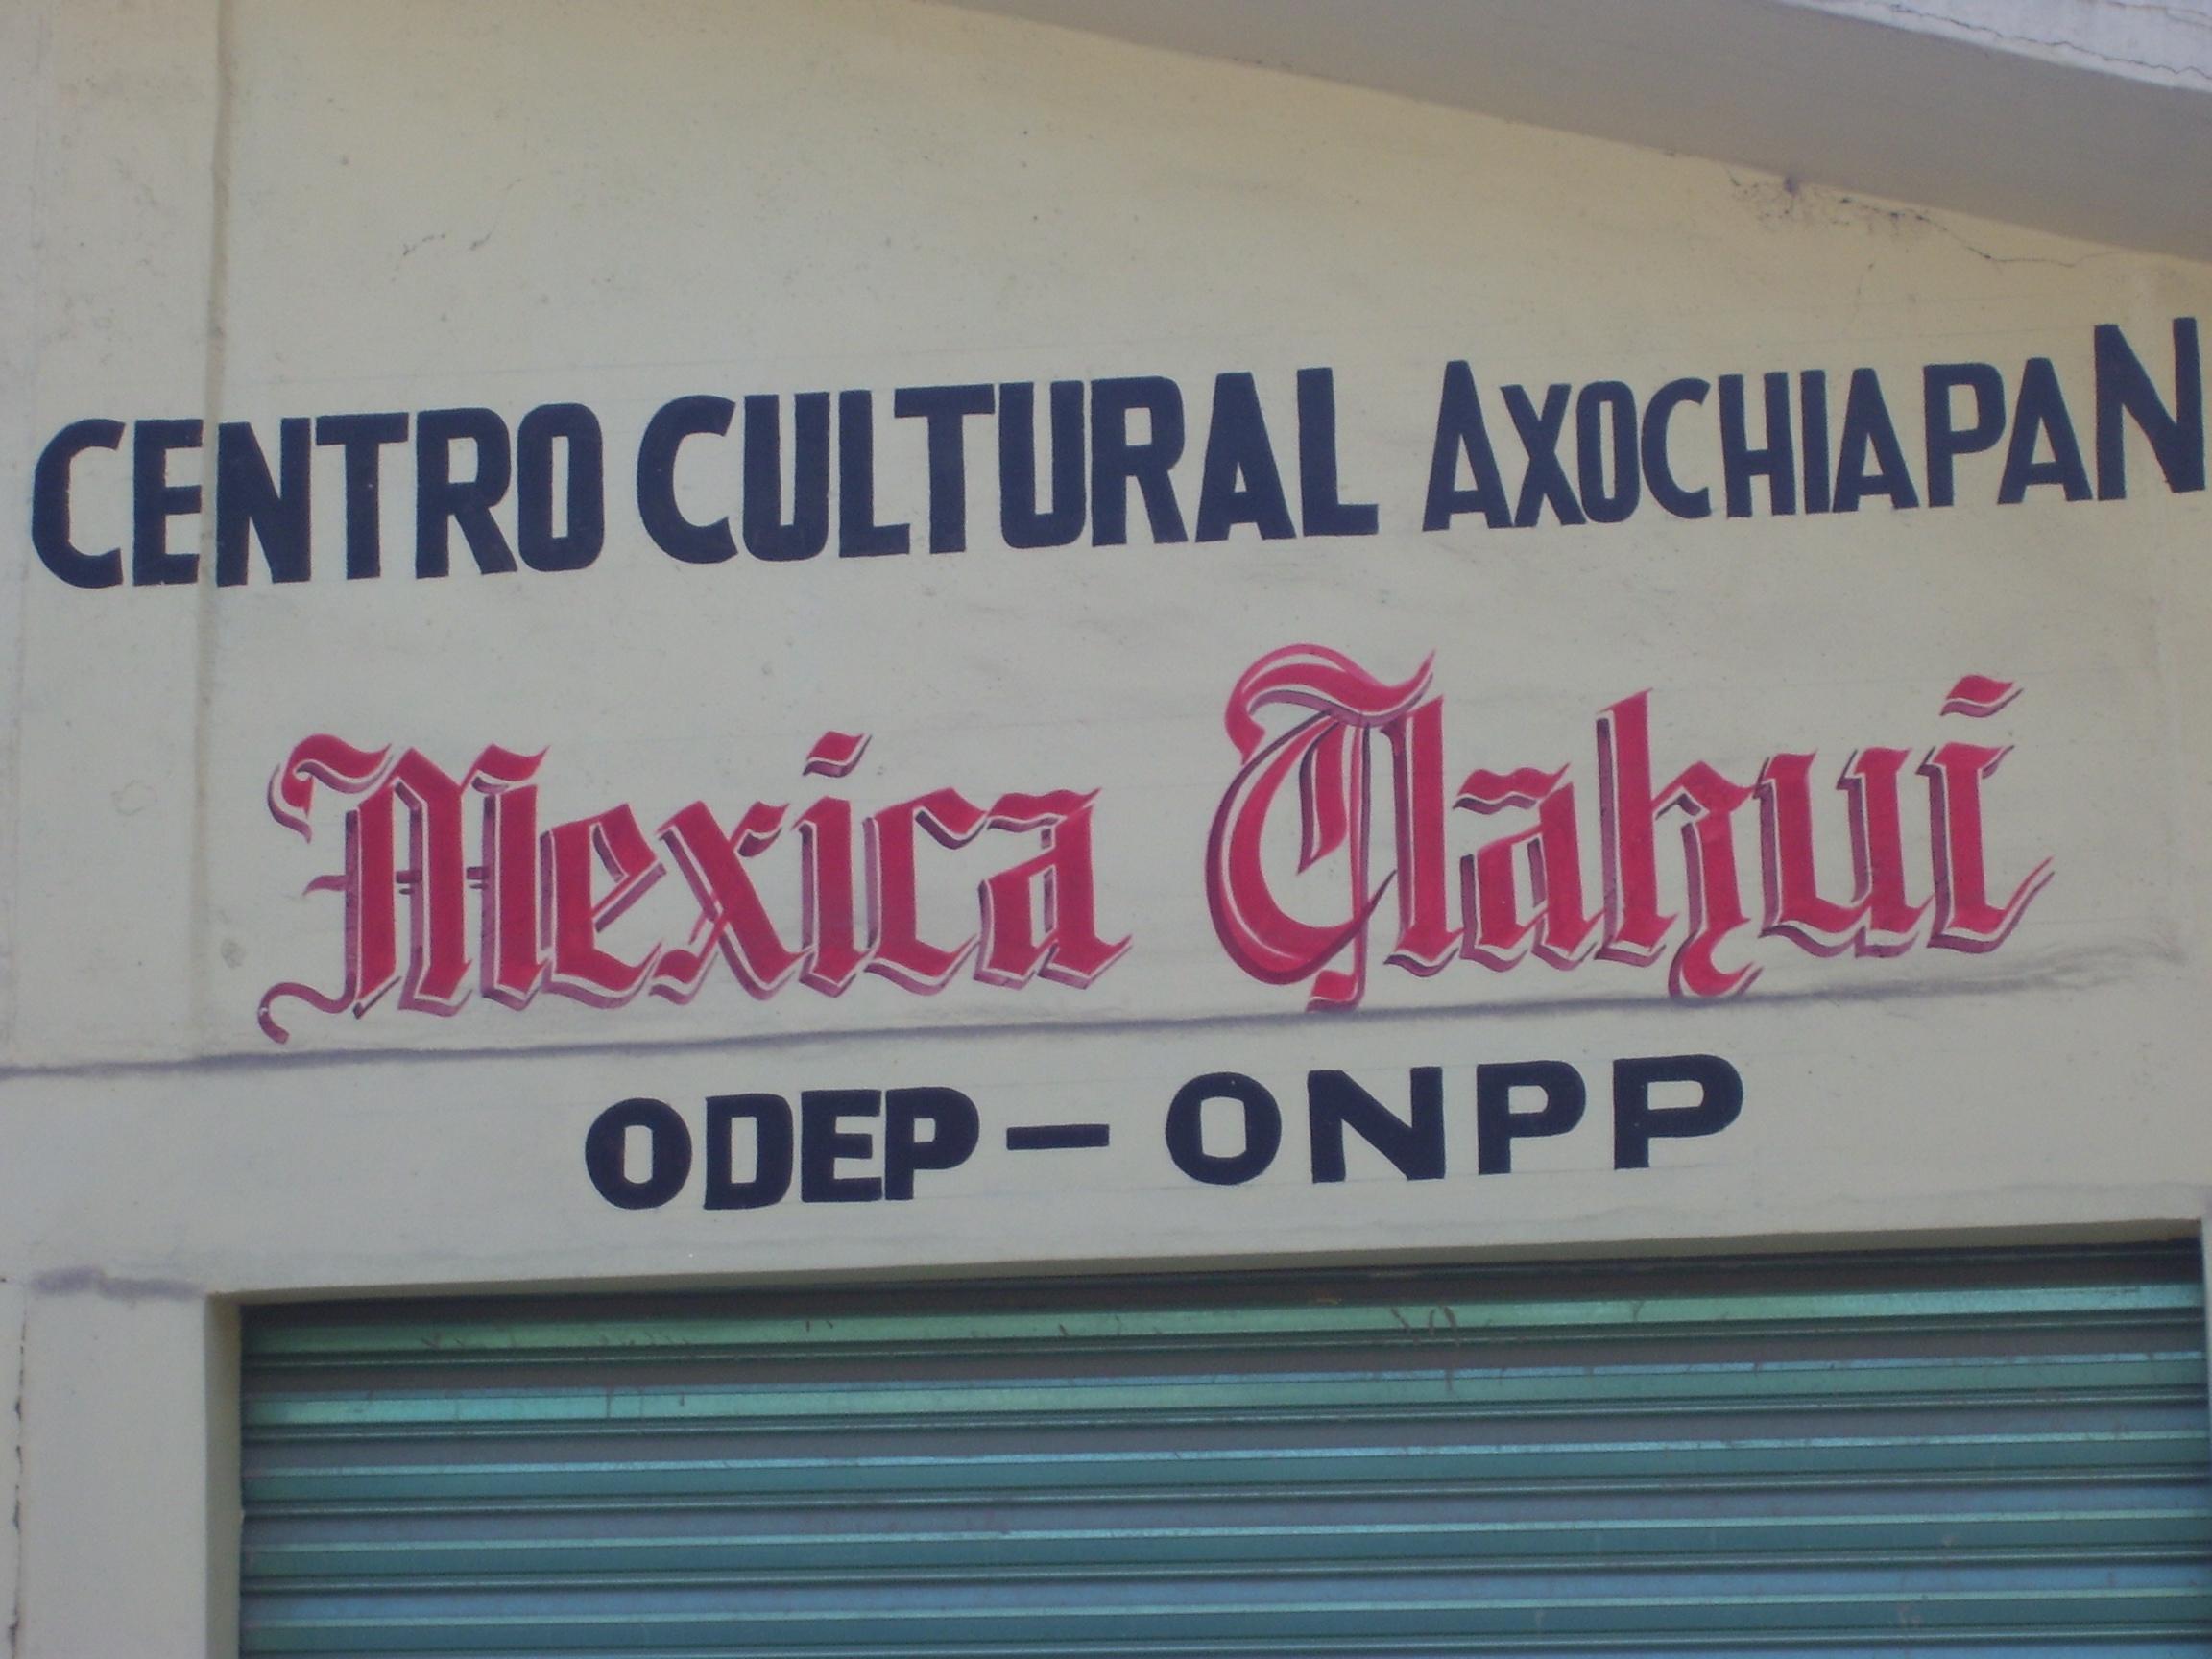 CENTRO CULTURAL AXOCHIAPAN
Mexica Tlahui
ODEP - ONPP